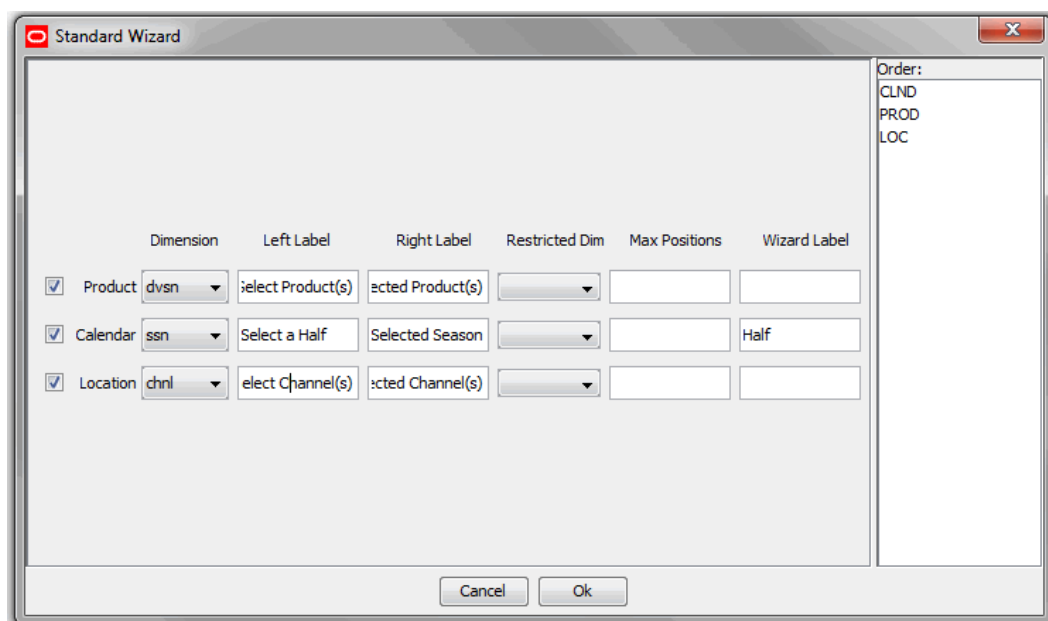 Standard Wizard
Order:
CLND
PROD
LOC
Dimension Left Label Right Label Restricted Dim Max Positions Wizard Label
Product dvsn Select Product(s) ected Product(s)
Calendar ssn Select a Half Selected Season Half
Location chnl elect Channel(s) ected Channel(s)
Cancel Ok